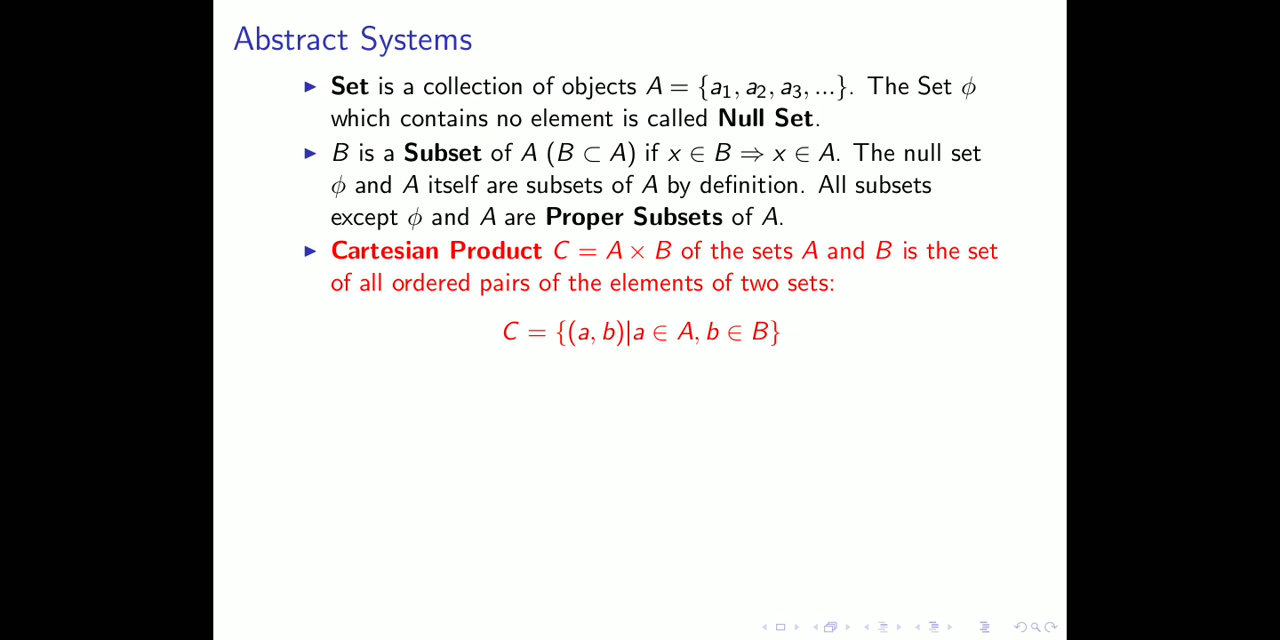 Abstract Systems
▶ Set is a collection of objects A = {a₁, a₂, a₃, ...}. The Set ϕ
which contains no element is called Null Set.
▶ B is a Subset of A (B ⊂ A) if x ∈ B ⇒ x ∈ A. The null set
ϕ and A itself are subsets of A by definition. All subsets
except ϕ and A are Proper Subsets of A.
▶ Cartesian Product C = A × B of the sets A and B is the set
of all ordered pairs of the elements of two sets:
C = {(a, b)|a ∈ A, b ∈ B}